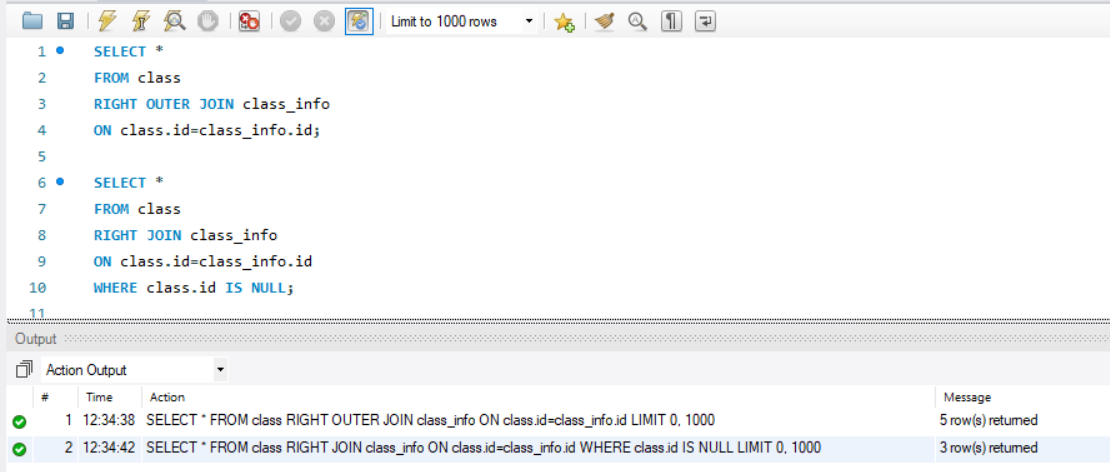 Limit to 1000 rows
1 SELECT *
2 FROM class
3 RIGHT OUTER JOIN class_info
4 ON class.id=class_info.id;
5
6 SELECT *
7 FROM class
8 RIGHT JOIN class_info
9 ON class.id=class_info.id
10 WHERE class.id IS NULL;
11
Output
Action Output
# Time Action Message
1 12:34:38 SELECT * FROM class RIGHT OUTER JOIN class_info ON class.id=class_info.id LIMIT 0, 1000 5 row(s) returned
2 12:34:42 SELECT * FROM class RIGHT JOIN class_info ON class.id=class_info.id WHERE class.id IS NULL LIMIT 0, 1000 3 row(s) returned